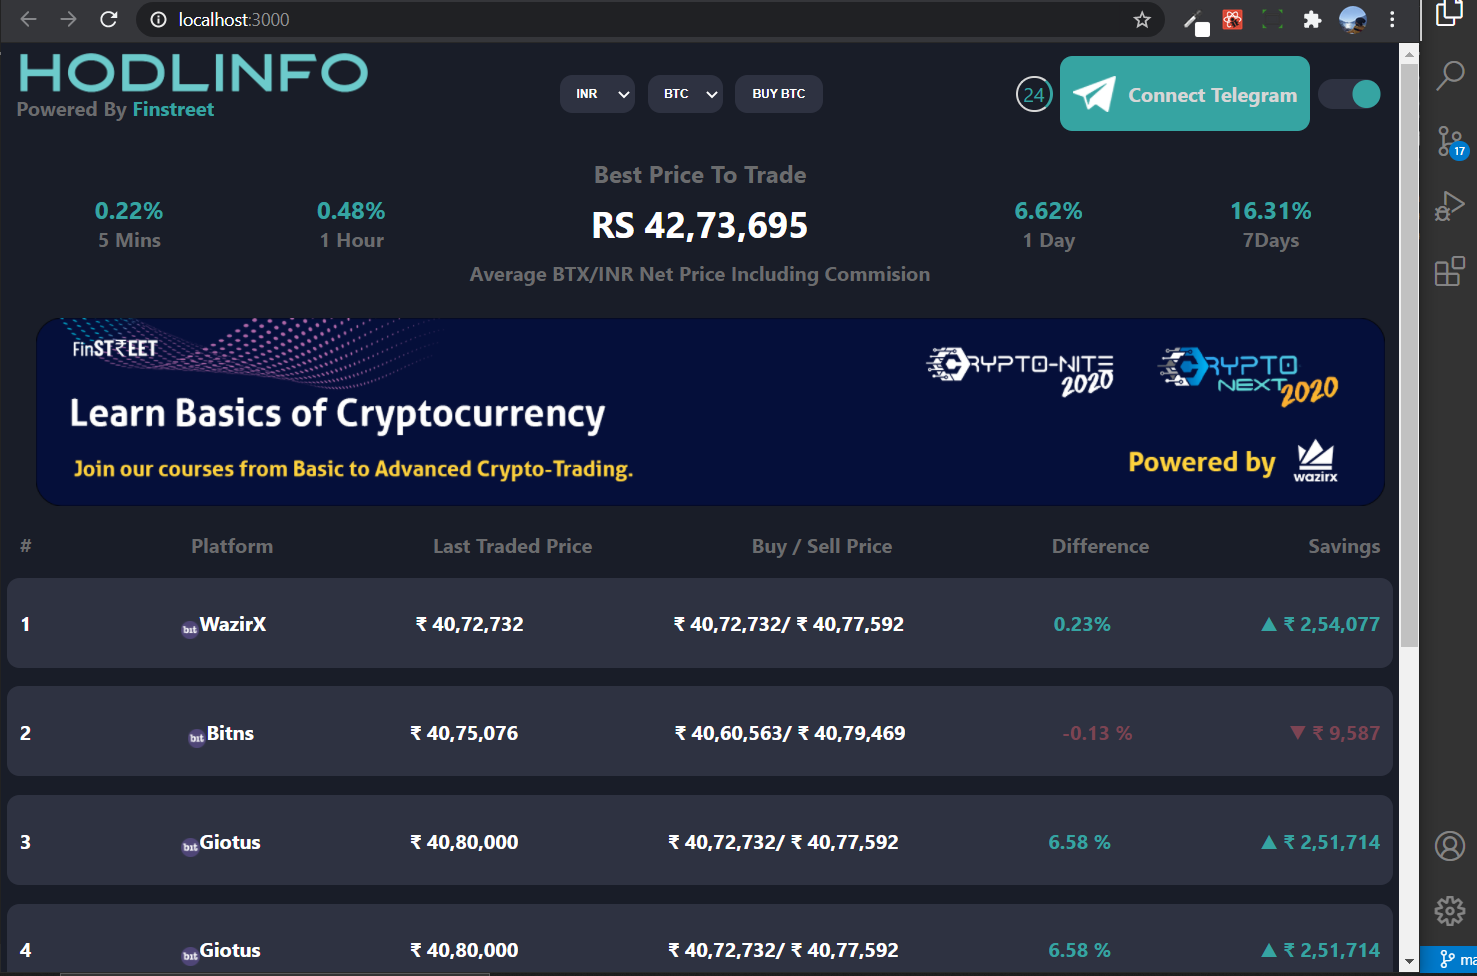 localhost:3000
HODLINFO
Powered By Finstreet
INR BTC BUY BTC
24 Connect Telegram
17
Best Price To Trade
0.22% 0.48% RS 42,73,695 6.62% 16.31%
5 Mins 1 Hour 1 Day 7Days
Average BTX/INR Net Price Including Commision
FinST₹EET CRYPTO-NITE 2020 CRYPTO NEXT 2020
Learn Basics of Cryptocurrency
Join our courses from Basic to Advanced Crypto-Trading. Powered by wazirx
# Platform Last Traded Price Buy / Sell Price Difference Savings
1 bit WazirX ₹ 40,72,732 ₹ 40,72,732/ ₹ 40,77,592 0.23% ▲ ₹ 2,54,077
2 bit Bitns ₹ 40,75,076 ₹ 40,60,563/ ₹ 40,79,469 -0.13 % ▼ ₹ 9,587
3 bit Giotus ₹ 40,80,000 ₹ 40,72,732/ ₹ 40,77,592 6.58 % ▲ ₹ 2,51,714
4 bit Giotus ₹ 40,80,000 ₹ 40,72,732/ ₹ 40,77,592 6.58 % ▲ ₹ 2,51,714